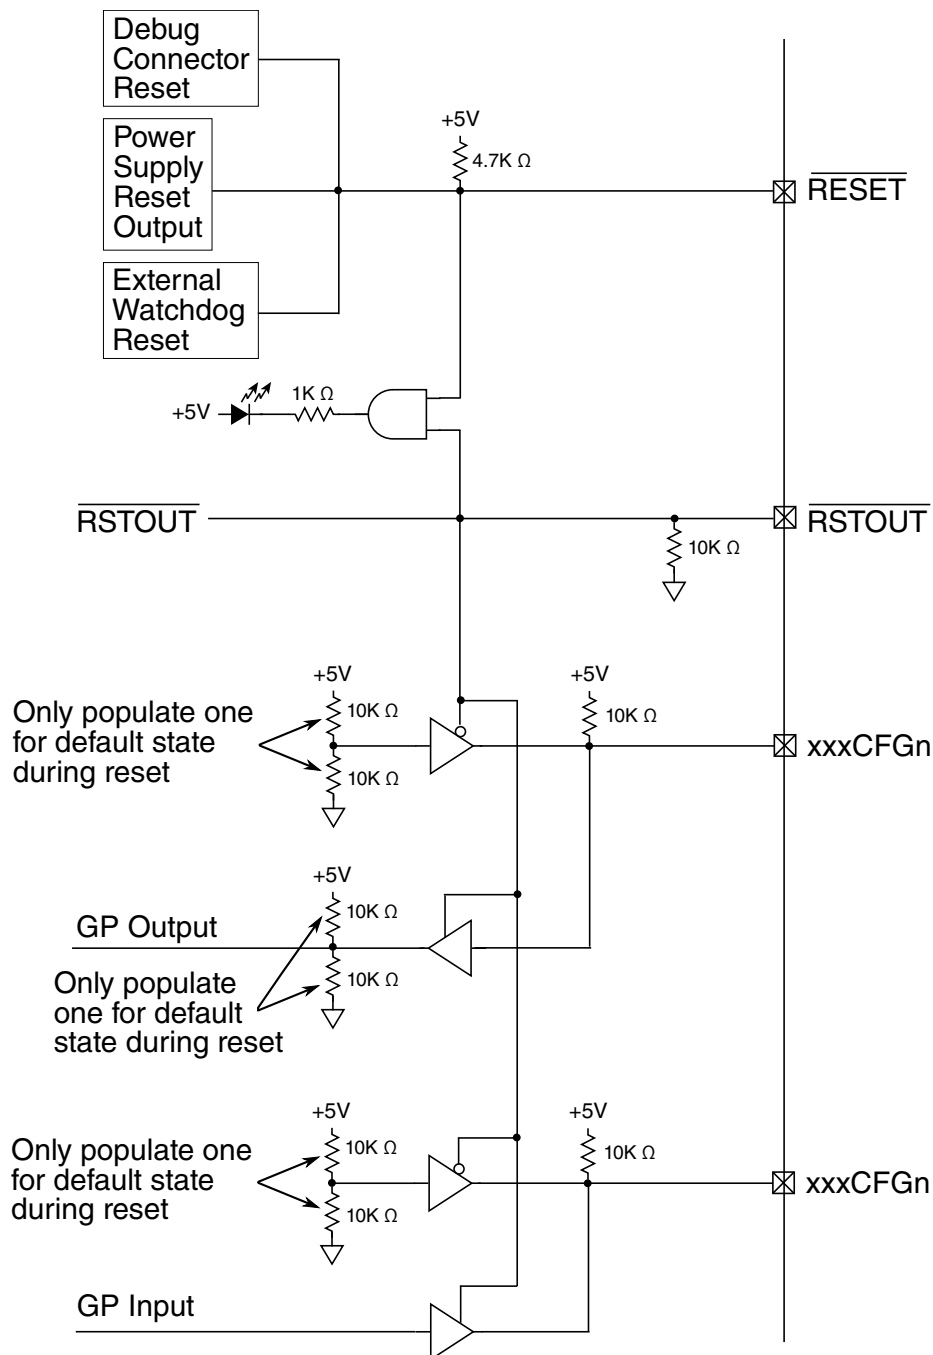 Debug
Connector
Reset
Power
Supply
Reset
Output
External
Watchdog
Reset
+5V
4.7K Ω
RESET
+5V
1K Ω
RSTOUT
RSTOUT
10K Ω
+5V
10K Ω
10K Ω
Only populate one
for default state
during reset
+5V
10K Ω
xxxCFGn
+5V
10K Ω
10K Ω
GP Output
Only populate
one for default
state during reset
+5V
10K Ω
10K Ω
Only populate one
for default state
during reset
+5V
10K Ω
xxxCFGn
GP Input